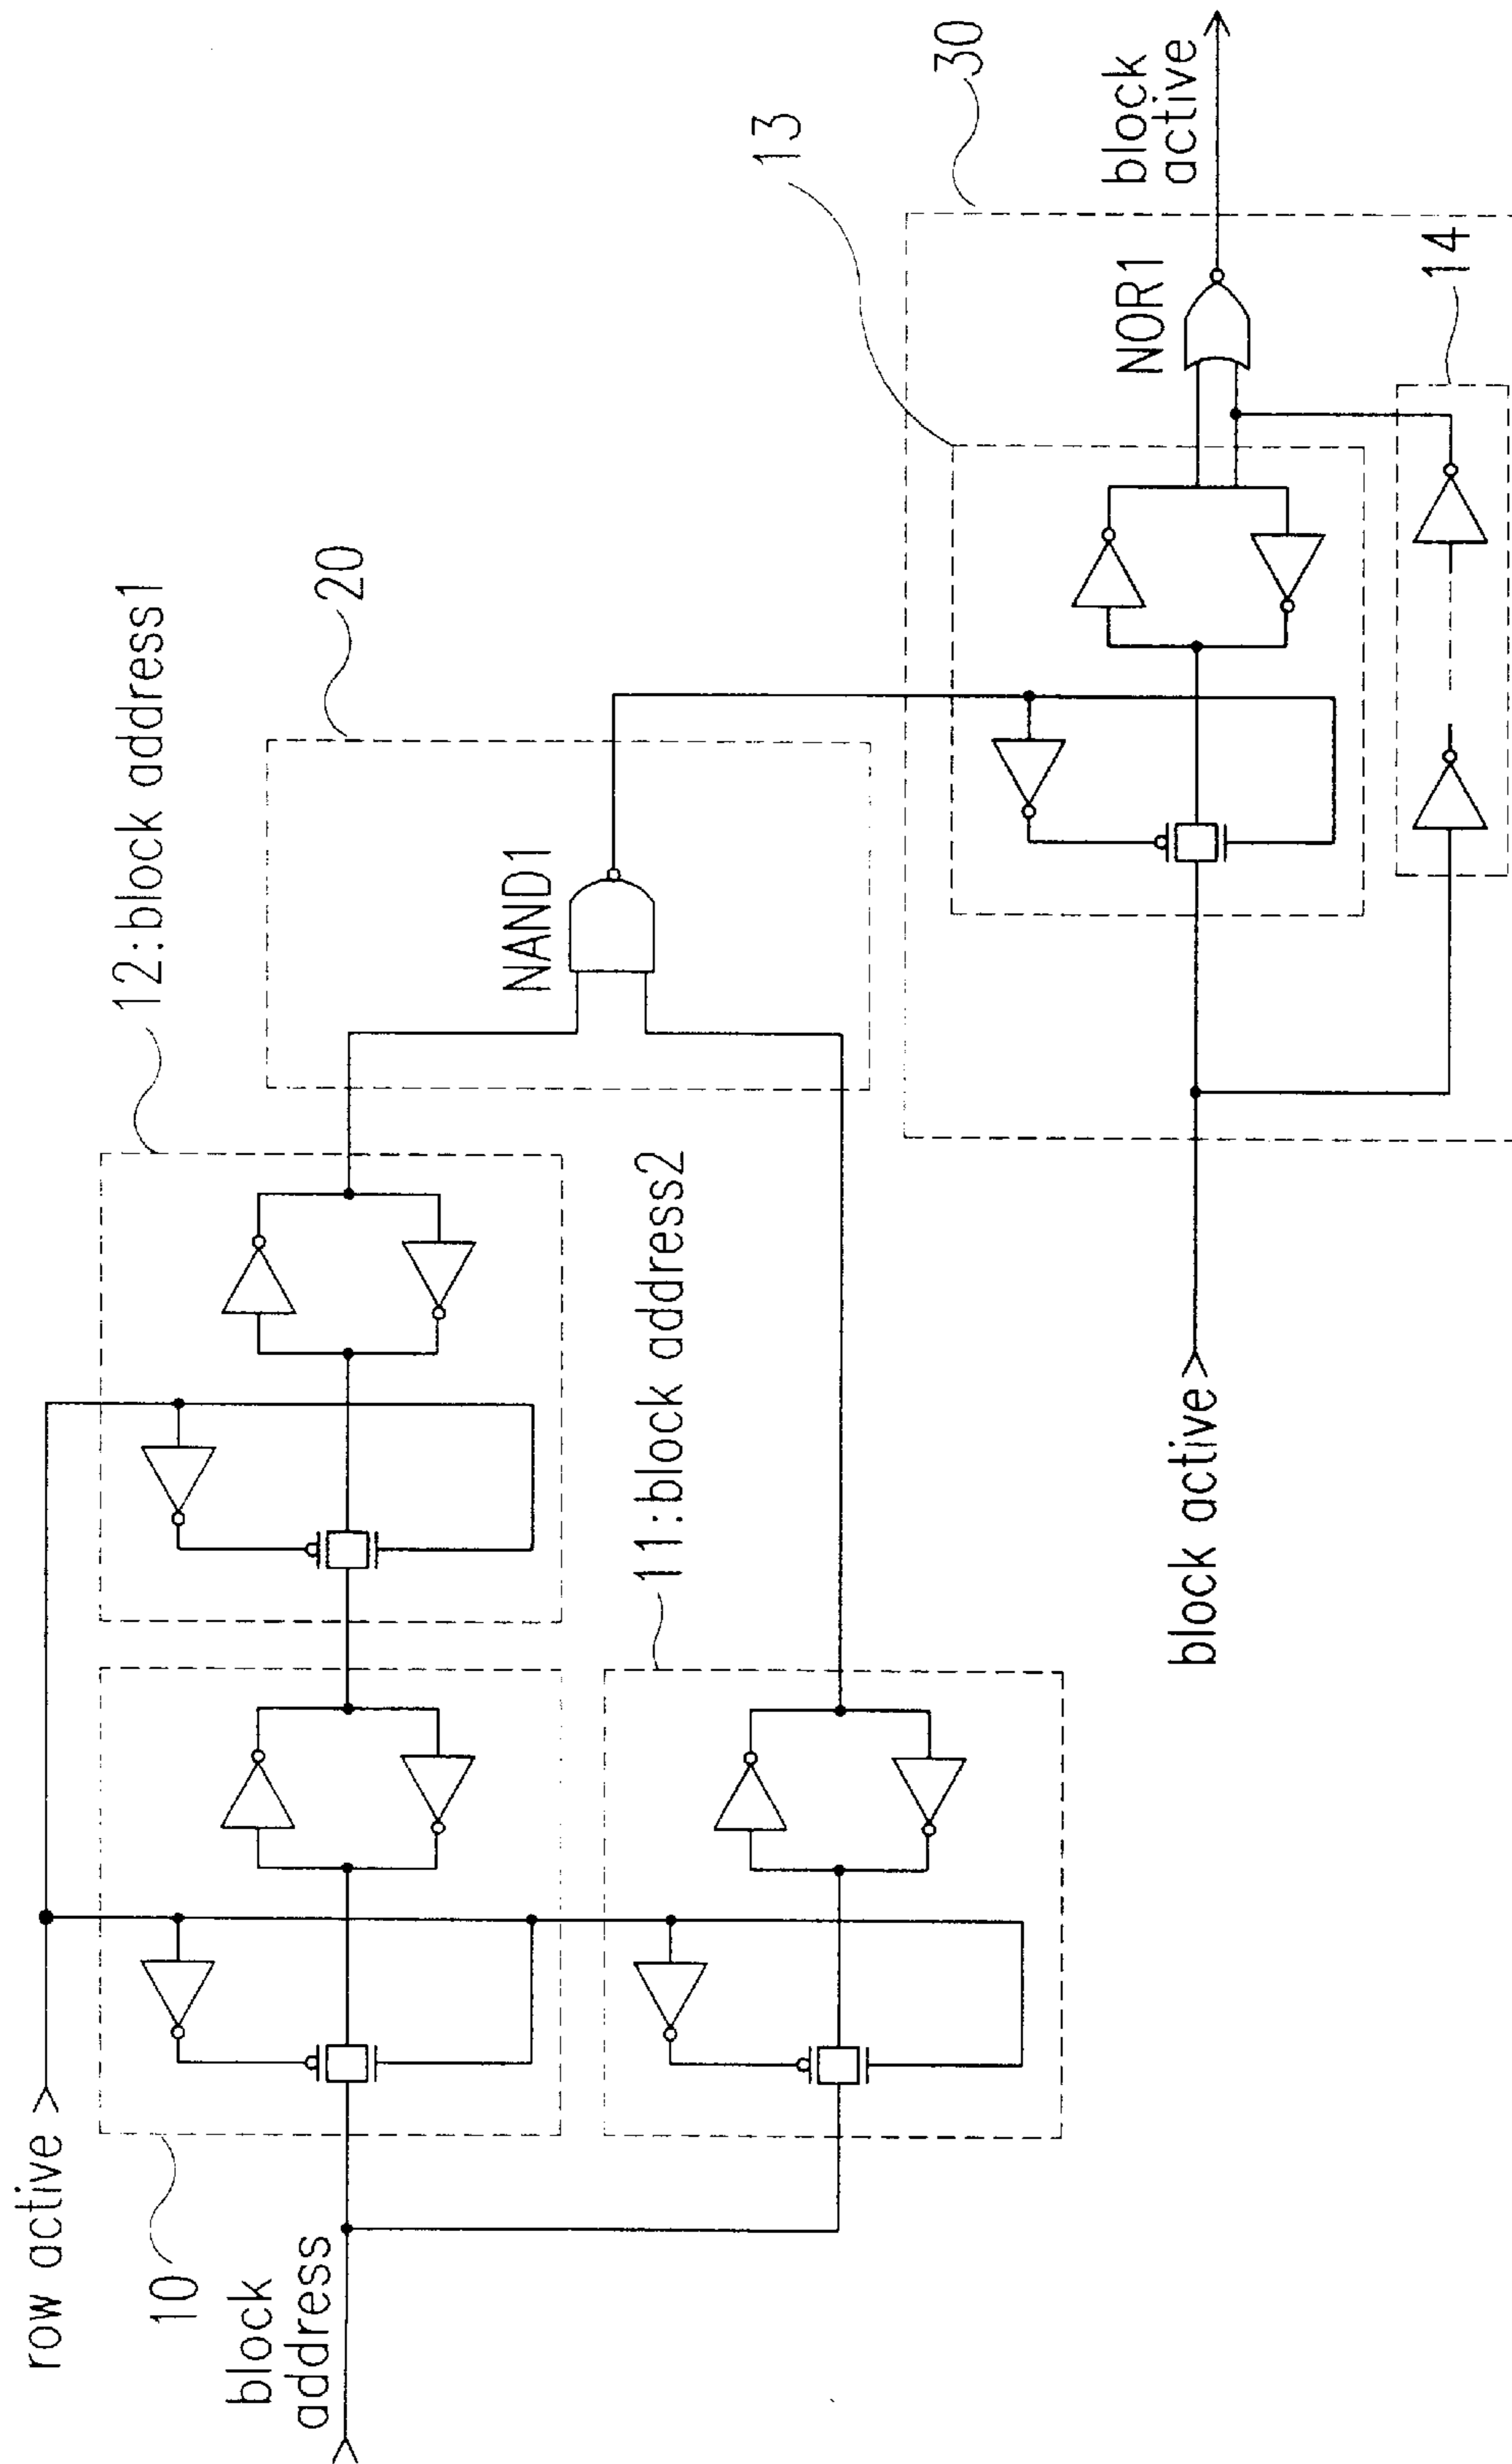 row active
10
block
address
12:block address1
11:block address2
20
NAND1
block active
13
30
NOR1
14
block
active